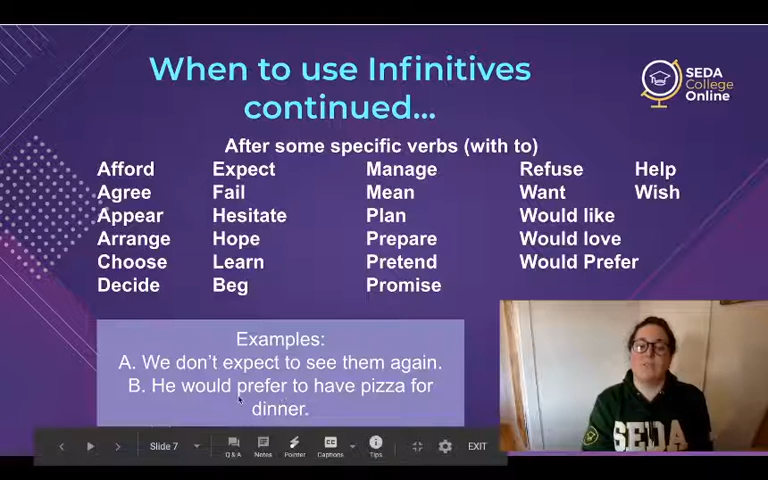 When to use Infinitives
continued...
SEDA
College
Online
After some specific verbs (with to)
Afford Expect Manage Refuse Help
Agree Fail Mean Want Wish
Appear Hesitate Plan Would like
Arrange Hope Prepare Would love
Choose Learn Pretend Would Prefer
Decide Beg Promise
Examples:
A. We don't expect to see them again.
B. He would prefer to have pizza for
dinner.
SEDA
Slide 7
Q & A Notes Pointer Captions Tips EXIT